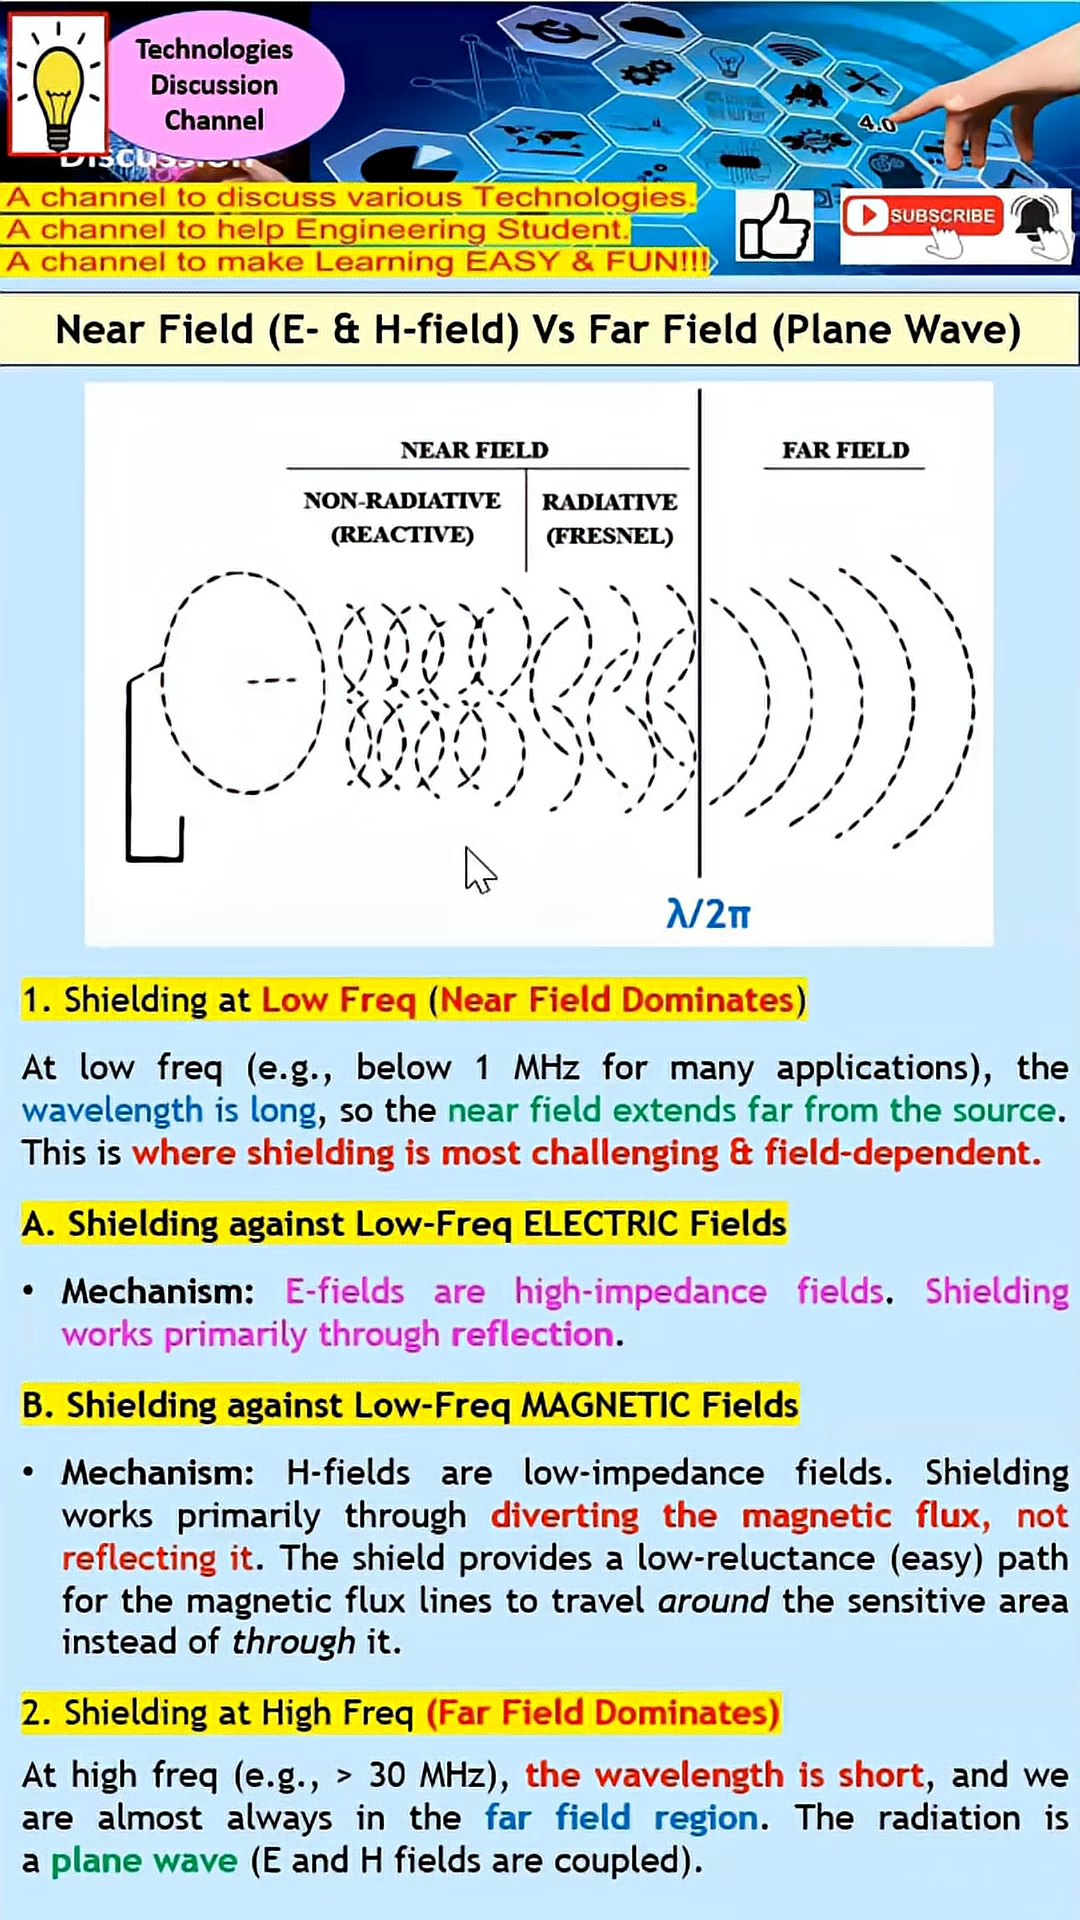 Technologies
Discussion
Channel
Discussion
4.0
A channel to discuss various Technologies.
A channel to help Engineering Student.
A channel to make Learning EASY & FUN!!!
SUBSCRIBE
Near Field (E- & H-field) Vs Far Field (Plane Wave)
NEAR FIELD
FAR FIELD
NON-RADIATIVE
(REACTIVE)
RADIATIVE
(FRESNEL)
λ/2π
1. Shielding at Low Freq (Near Field Dominates)
At low freq (e.g., below 1 MHz for many applications), the
wavelength is long, so the near field extends far from the source.
This is where shielding is most challenging & field-dependent.
A. Shielding against Low-Freq ELECTRIC Fields
• Mechanism: E-fields are high-impedance fields. Shielding
works primarily through reflection.
B. Shielding against Low-Freq MAGNETIC Fields
• Mechanism: H-fields are low-impedance fields. Shielding
works primarily through diverting the magnetic flux, not
reflecting it. The shield provides a low-reluctance (easy) path
for the magnetic flux lines to travel around the sensitive area
instead of through it.
2. Shielding at High Freq (Far Field Dominates)
At high freq (e.g., > 30 MHz), the wavelength is short, and we
are almost always in the far field region. The radiation is
a plane wave (E and H fields are coupled).